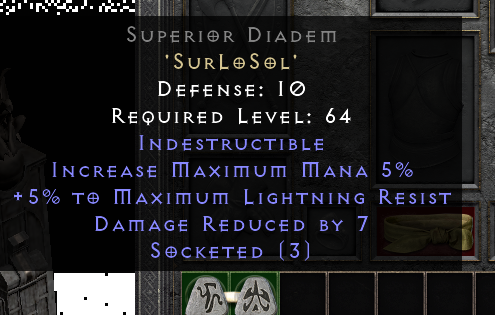 Superior Diadem
'SurLoSol'
Defense: 10
Required Level: 64
Indestructible
Increase Maximum Mana 5%
+5% to Maximum Lightning Resist
Damage Reduced by 7
Socketed (3)